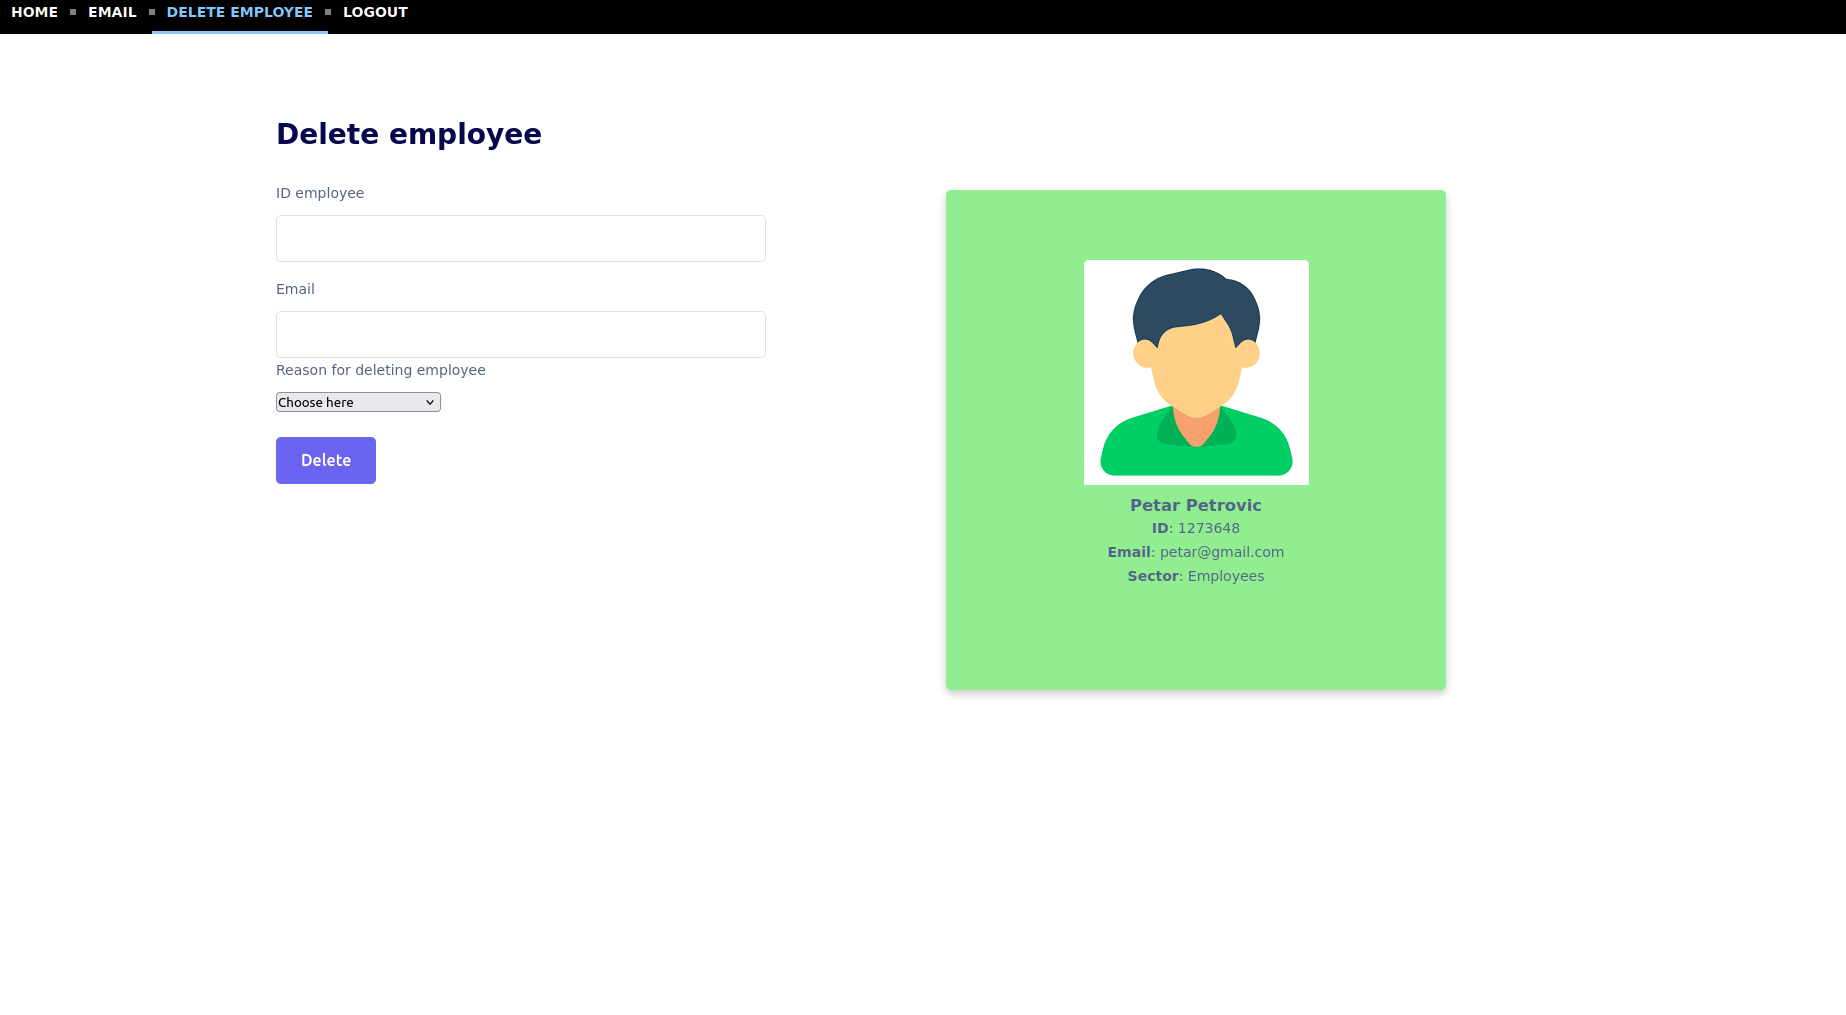 HOME EMAIL DELETE EMPLOYEE LOGOUT
Delete employee
ID employee
Email
Reason for deleting employee
Choose here
Delete
Petar Petrovic
ID: 1273648
Email: petar@gmail.com
Sector: Employees